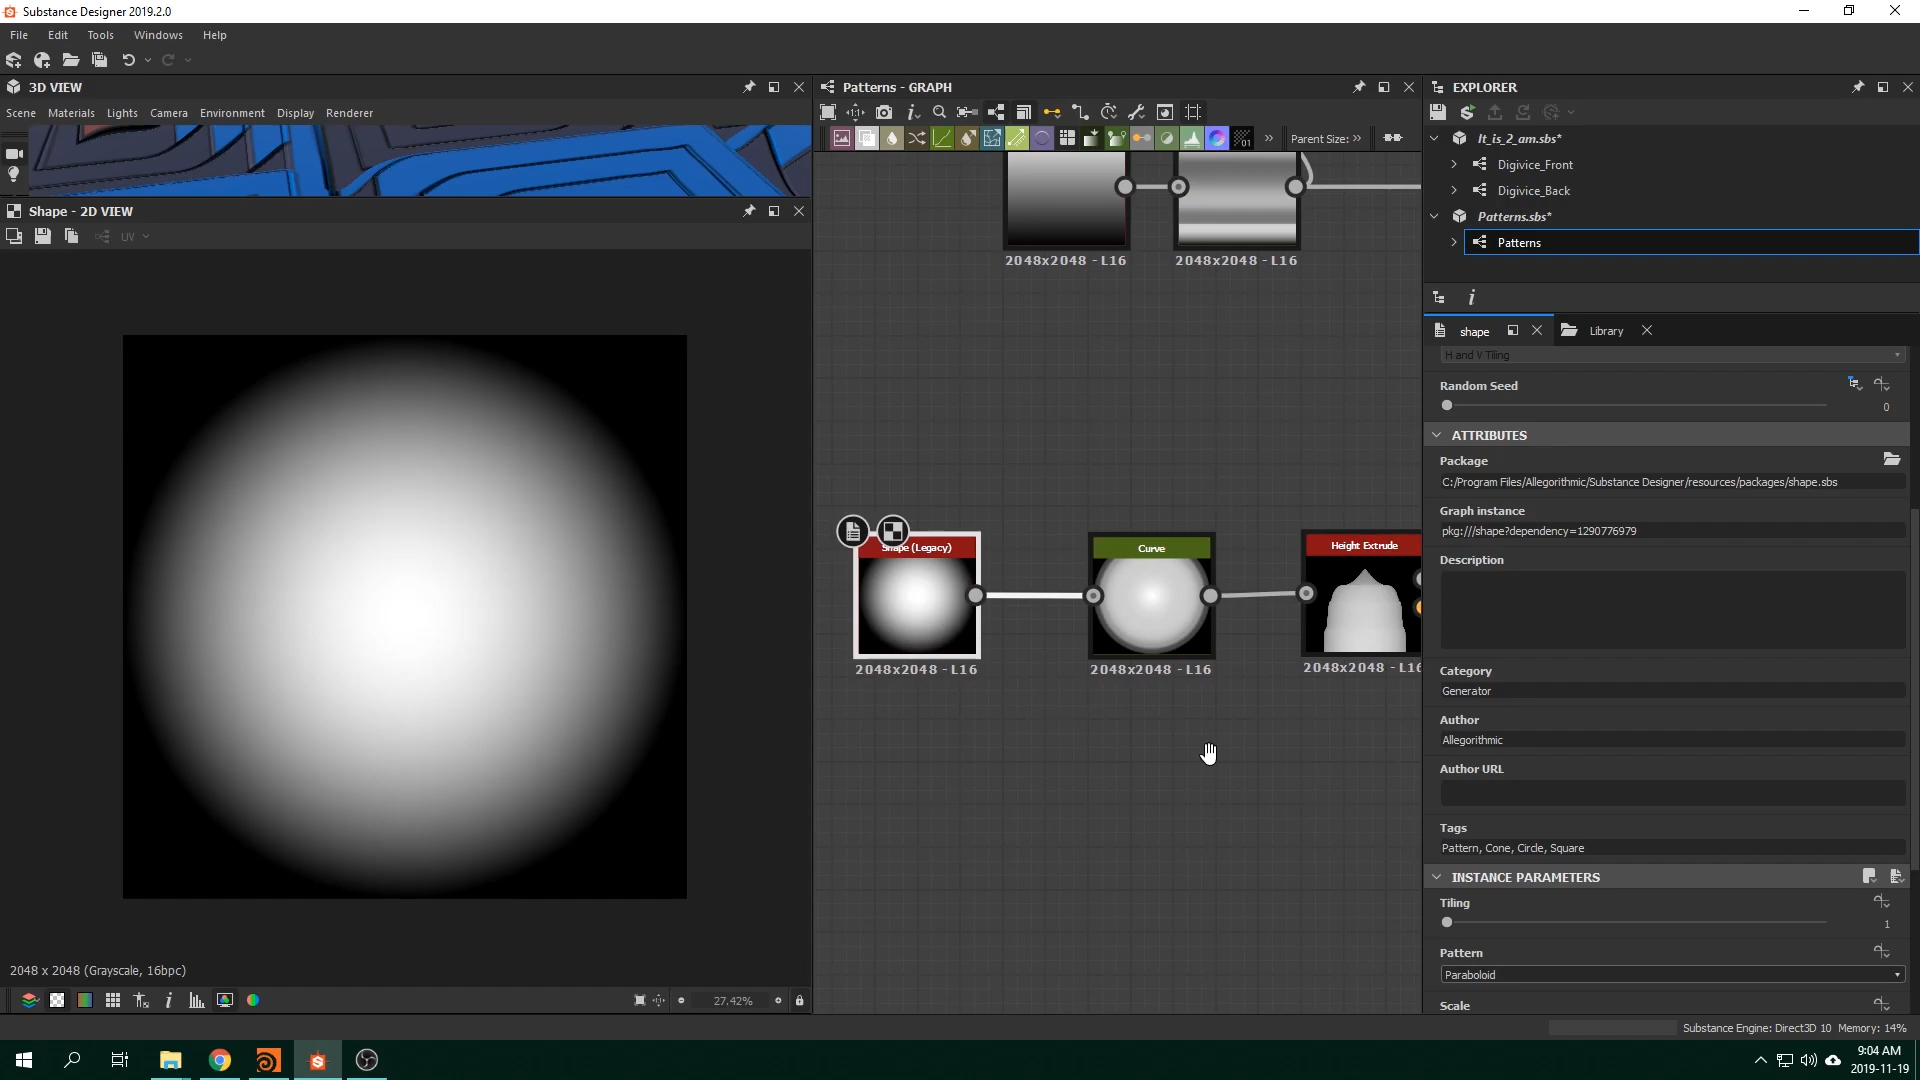 Substance Designer 2019.2.0
File Edit Tools Windows Help
3D VIEW
Scene Materials Lights Camera Environment Display Renderer
Shape - 2D VIEW
UV
2048 x 2048 (Grayscale, 16bpc)
27,42%
Patterns - GRAPH
01
Parent Size:
2048x2048 - L16
2048x2048 - L16
Shape (Legacy)
Curve
Height Extrude
2048x2048 - L16
2048x2048 - L16
2048x2048 - L16
EXPLORER
It_is_2_am.sbs*
Digivice_Front
Digivice_Back
Patterns.sbs*
Patterns
shape
Library
H and V Tiling
Random Seed
0
ATTRIBUTES
Package
C:/Program Files/Allegorithmic/Substance Designer/resources/packages/shape.sbs
Graph instance
pkg:///shape?dependency=1290776979
Description
Category
Generator
Author
Allegorithmic
Author URL
Tags
Pattern, Cone, Circle, Square
INSTANCE PARAMETERS
Tiling
1
Pattern
Paraboloid
Scale
Substance Engine: Direct3D 10 Memory: 14%
9:04 AM
2019-11-19